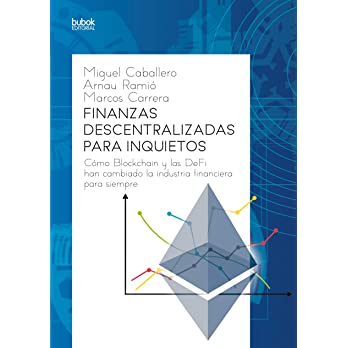 bubok
EDITORIAL
Miguel Caballero
Arnau Ramió
Marcos Carrera
FINANZAS
DESCENTRALIZADAS
PARA INQUIETOS
Cómo Blockchain y las DeFi
han cambiado la industria financiera
para siempre